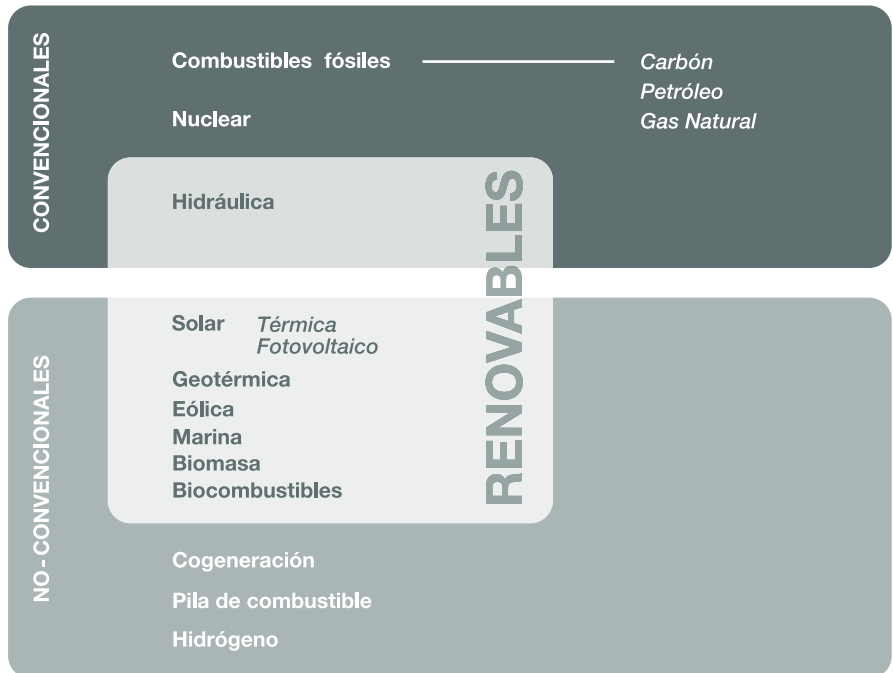 CONVENCIONALES
Combustibles fósiles
Carbón
Petróleo
Gas Natural
Nuclear
Hidráulica
RENOVABLES
NO-CONVENCIONALES
Solar
Térmica
Fotovoltaico
Geotérmica
Eólica
Marina
Biomasa
Biocombustibles
Cogeneración
Pila de combustible
Hidrógeno